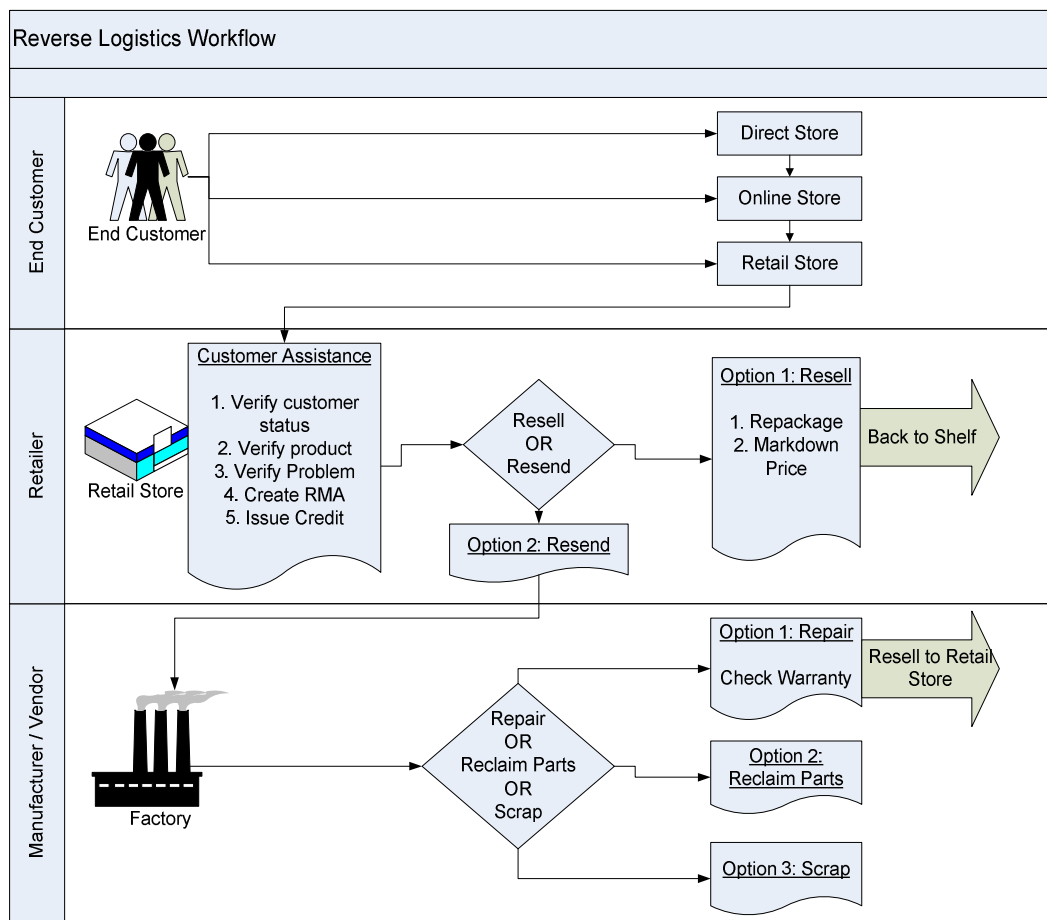 Reverse Logistics Workflow
End Customer
End Customer
Direct Store
Online Store
Retail Store
Retailer
Retail Store
Customer Assistance
1. Verify customer
status
2. Verify product
3. Verify Problem
4. Create RMA
5. Issue Credit
Resell
OR
Resend
Option 2: Resend
Option 1: Resell
1. Repackage
2. Markdown
Price
Back to Shelf
Manufacturer / Vendor
Factory
Repair
OR
Reclaim Parts
OR
Scrap
Option 1: Repair
Check Warranty
Resell to Retail
Store
Option 2:
Reclaim Parts
Option 3: Scrap